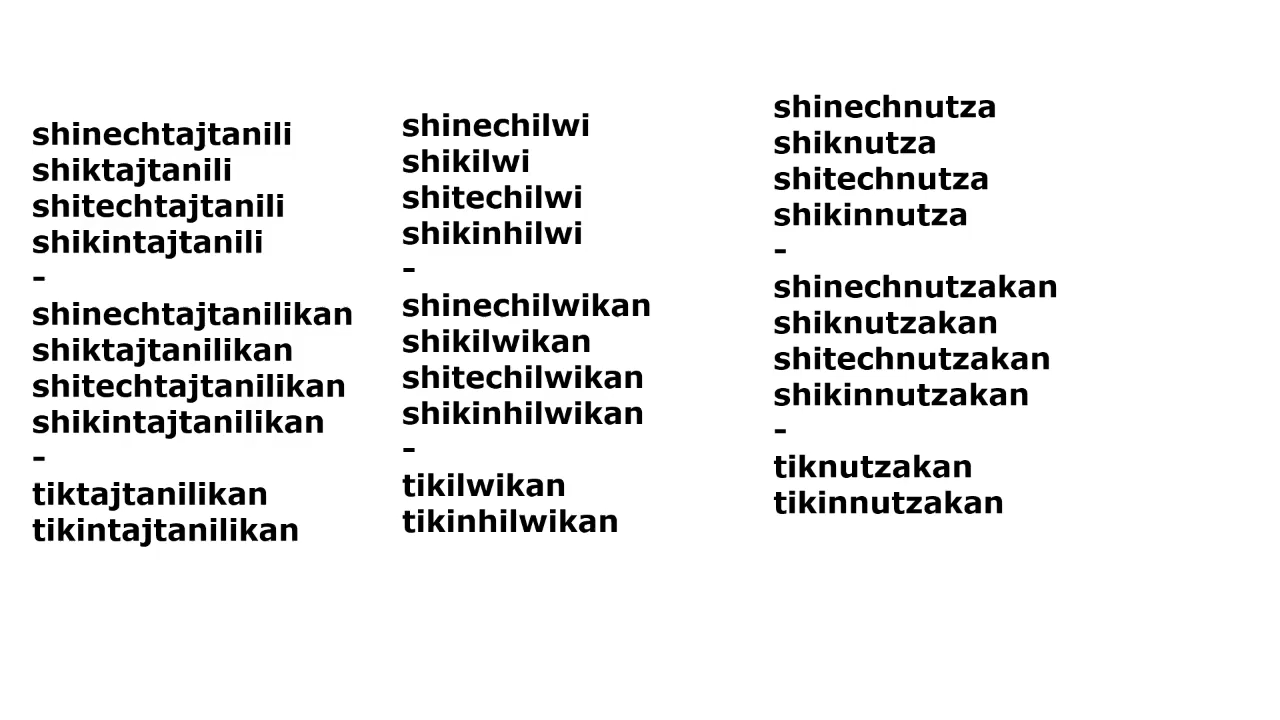 shinechtajtanili
shiktajtanili
shitechtajtanili
shikintajtanili
-
shinechtajtanilikan
shiktajtanilikan
shitechtajtanilikan
shikintajtanilikan
-
tiktajtanilikan
tikintajtanilikan
shinechilwi
shikilwi
shitechilwi
shikinhilwi
-
shinechilwikan
shikilwikan
shitechilwikan
shikinhilwikan
-
tikilwikan
tikinhilwikan
shinechnutza
shiknutza
shitechnutza
shikinnutza
-
shinechnutzakan
shiknutzakan
shitechnutzakan
shikinnutzakan
-
tiknutzakan
tikinnutzakan